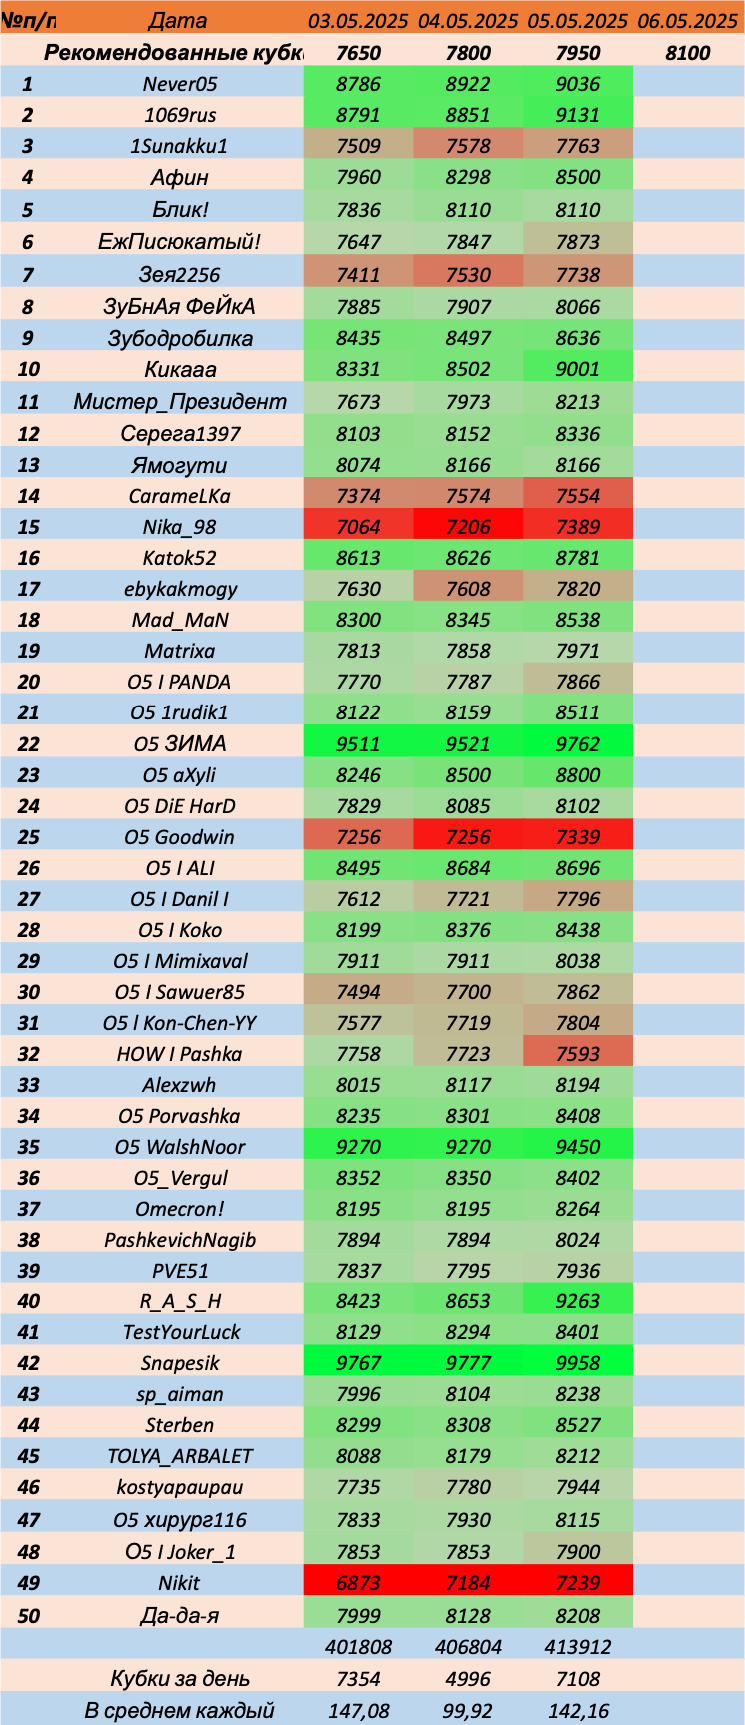 №п/п Дата 03.05.2025 04.05.2025 05.05.2025 06.05.2025
Рекомендованные кубки 7650 7800 7950 8100
1 Never05 8786 8922 9036
2 1069rus 8791 8851 9131
3 1Sunakku1 7509 7578 7763
4 Афин 7960 8298 8500
5 Блик! 7836 8110 8110
6 ЕжПисюкатый! 7647 7847 7873
7 Зея2256 7411 7530 7738
8 ЗуБнАя ФеЙкА 7885 7907 8066
9 Зубодробилка 8435 8497 8636
10 Кикааа 8331 8502 9001
11 Мистер_Президент 7673 7973 8213
12 Серега1397 8103 8152 8336
13 Ямогути 8074 8166 8166
14 CarameLKa 7374 7574 7554
15 Nika_98 7064 7206 7389
16 Katok52 8613 8626 8781
17 ebykakmogy 7630 7608 7820
18 Mad_MaN 8300 8345 8538
19 Matrixa 7813 7858 7971
20 O5 I PANDA 7770 7787 7866
21 O5 1rudik1 8122 8159 8511
22 O5 ЗИМА 9511 9521 9762
23 O5 aXyli 8246 8500 8800
24 O5 DiE HarD 7829 8085 8102
25 O5 Goodwin 7256 7256 7339
26 O5 I ALI 8495 8684 8696
27 O5 I Danil I 7612 7721 7796
28 O5 I Koko 8199 8376 8438
29 O5 I Mimixaval 7911 7911 8038
30 O5 I Sawuer85 7494 7700 7862
31 O5 l Kon-Chen-YY 7577 7719 7804
32 HOW I Pashka 7758 7723 7593
33 Alexzwh 8015 8117 8194
34 O5 Porvashka 8235 8301 8408
35 O5 WalshNoor 9270 9270 9450
36 O5_Vergul 8352 8350 8402
37 Omecron! 8195 8195 8264
38 PashkevichNagib 7894 7894 8024
39 PVE51 7837 7795 7936
40 R_A_S_H 8423 8653 9263
41 TestYourLuck 8129 8294 8401
42 Snapesik 9767 9777 9958
43 sp_aiman 7996 8104 8238
44 Sterben 8299 8308 8527
45 TOLYA_ARBALET 8088 8179 8212
46 kostyapaupau 7735 7780 7944
47 O5 хирург116 7833 7930 8115
48 О5 I Joker_1 7853 7853 7900
49 Nikit 6873 7184 7239
50 Да-да-я 7999 8128 8208
401808 406804 413912
Кубки за день 7354 4996 7108
В среднем каждый 147,08 99,92 142,16